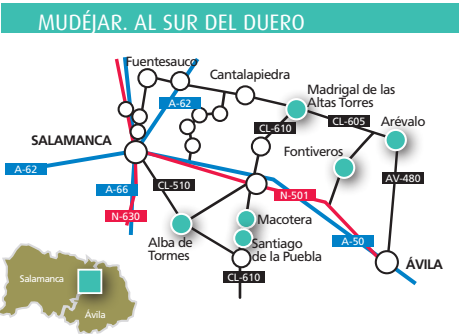 MUDÉJAR. AL SUR DEL DUERO
Fuentesauco
Cantalapiedra
A-62
Madrigal de las
Altas Torres
CL-605
Arévalo
CL-610
SALAMANCA
Fontiveros
A-62
CL-510
AV-480
A-66
N-501
N-630
Macotera
Alba de
Tormes
Santiago
de la Puebla
A-50
ÁVILA
CL-610
Salamanca
Ávila